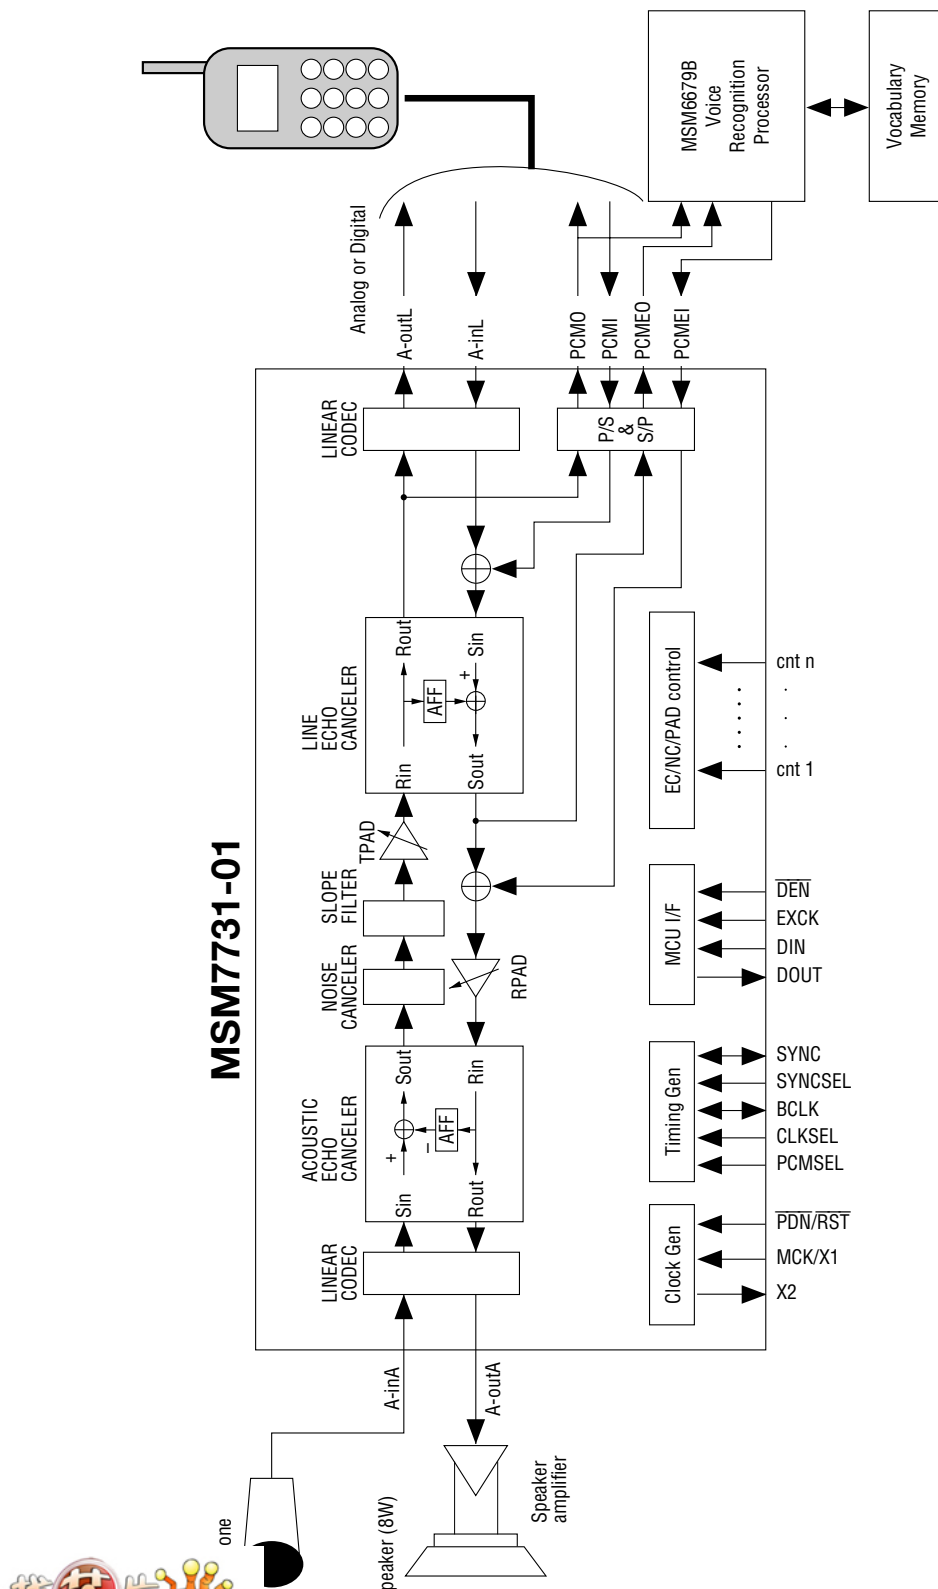 MSM7731-01
Analog or Digital
MSM6679B
Voice
Recognition
Processor
Vocabulary
Memory
A-outL
A-inL
PCMO
PCMI
PCMEO
PCMEI
LINEAR
CODEC
P/S
&
S/P
LINE
ECHO
CANCELER
Rout
Sin
AFF
+
Rin
Sout
TPAD
SLOPE
FILTER
NOISE
CANCELER
RPAD
ACOUSTIC
ECHO
CANCELER
Sout
Rin
+
–
AFF
Sin
Rout
LINEAR
CODEC
A-inA
A-outA
one
peaker (8W)
Speaker
amplifier
EC/NC/PAD control
cnt n
cnt 1
MCU I/F
DEN
EXCK
DIN
DOUT
Timing Gen
SYNC
SYNCSEL
BCLK
CLKSEL
PCMSEL
Clock Gen
PDN/RST
MCK/X1
X2